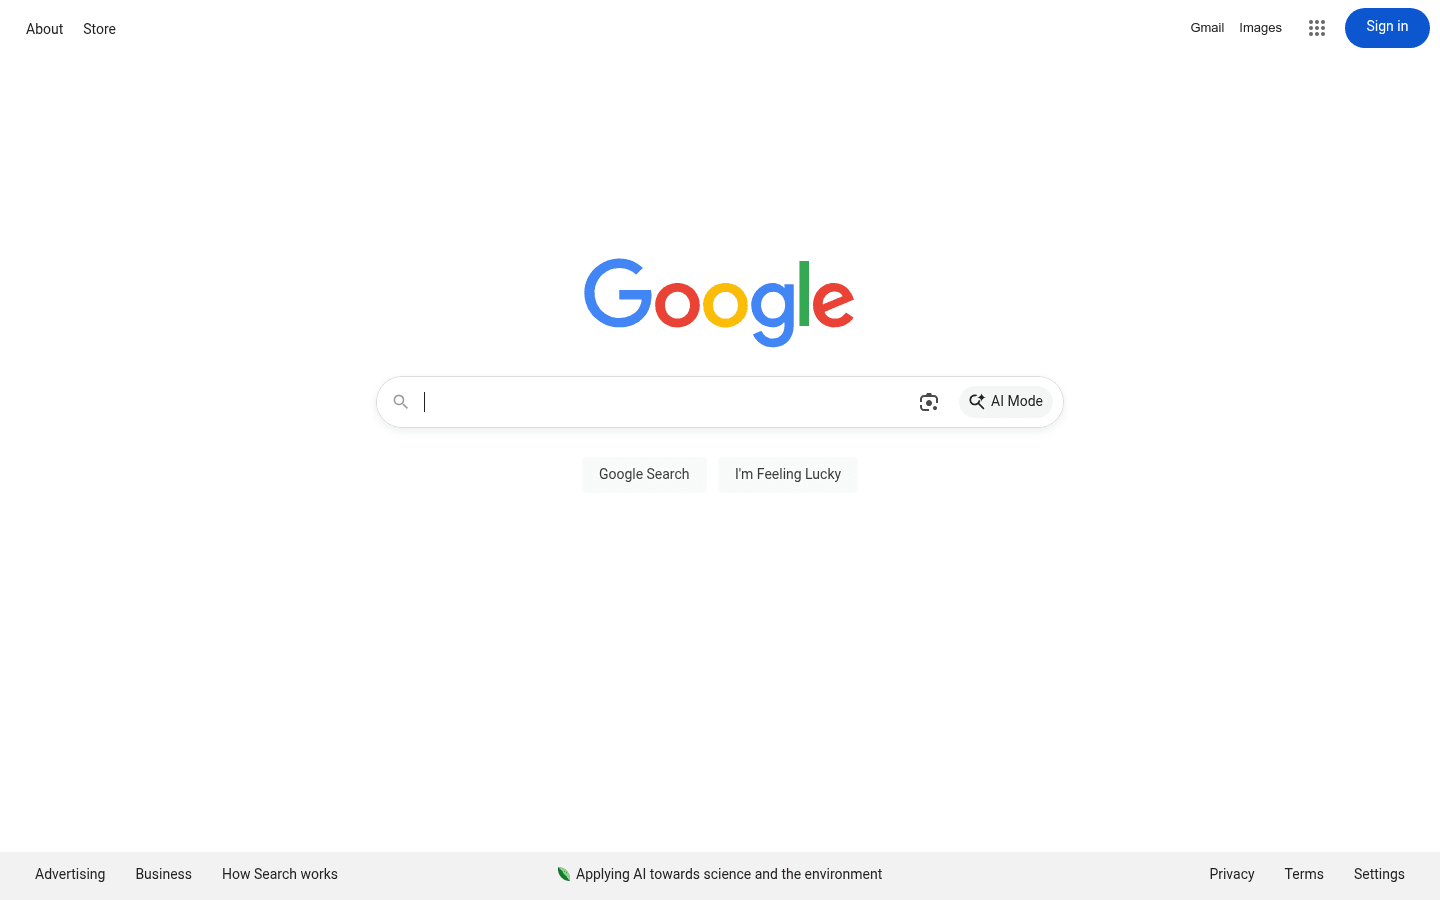 About Store
Gmail Images Sign in
Google
AI Mode
Google Search I'm Feeling Lucky
Advertising Business How Search works
Applying AI towards science and the environment
Privacy Terms Settings